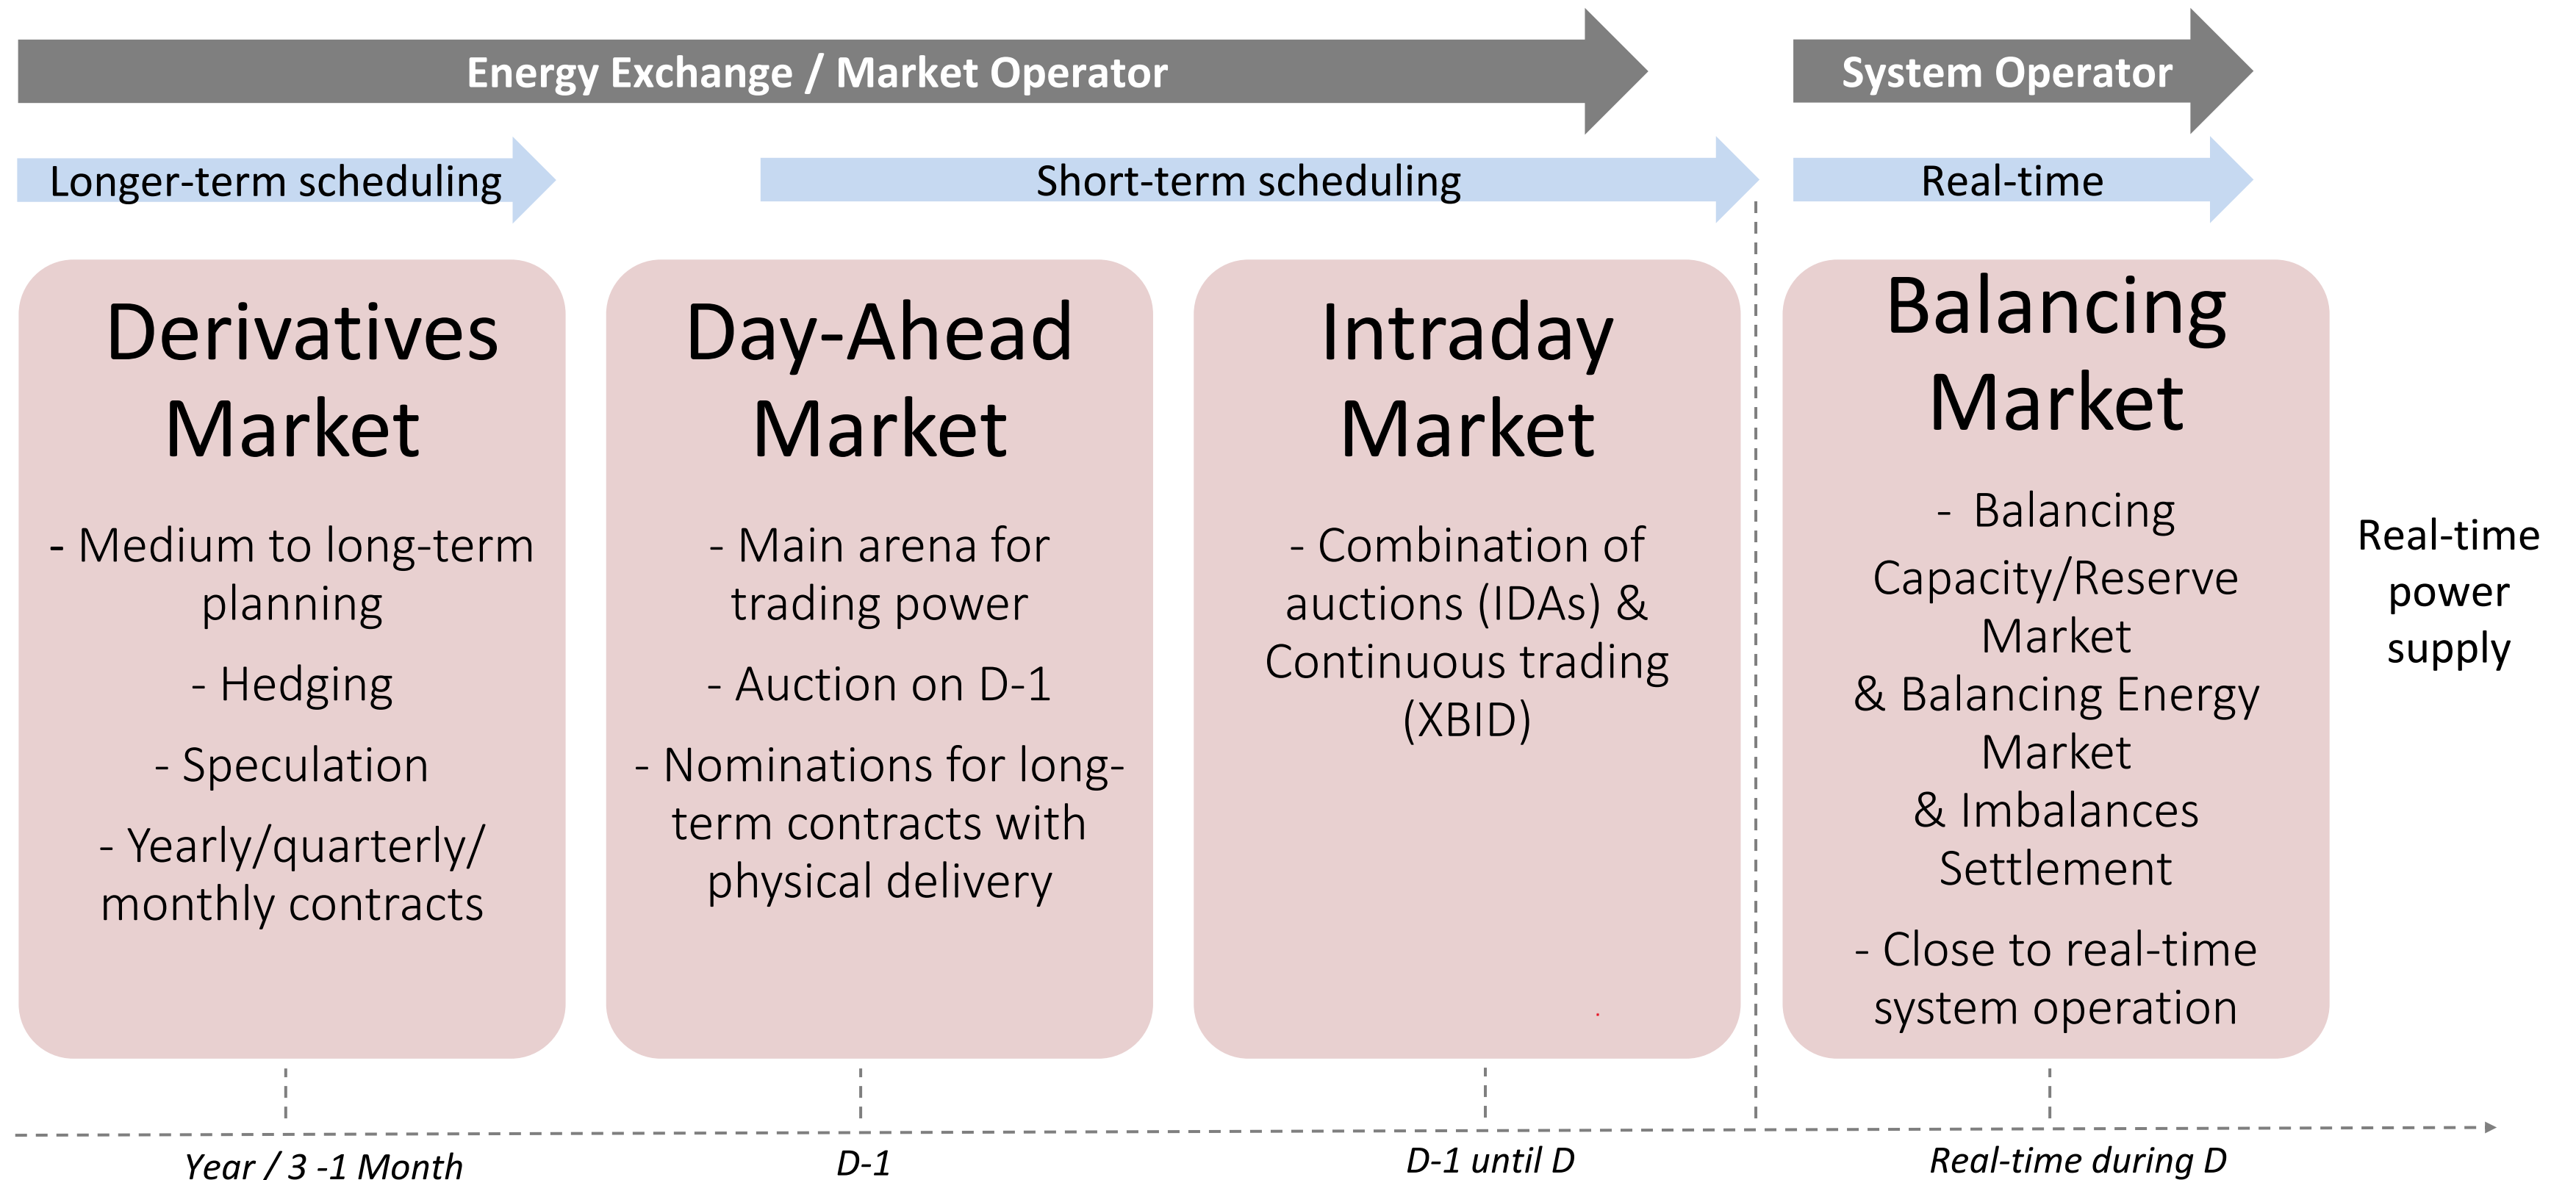 Energy Exchange / Market Operator
System Operator
Longer-term scheduling
Short-term scheduling
Real-time
Derivatives
Market
- Medium to long-term
planning
- Hedging
- Speculation
- Yearly/quarterly/
monthly contracts
Day-Ahead
Market
- Main arena for
trading power
- Auction on D-1
- Nominations for long-
term contracts with
physical delivery
Intraday
Market
- Combination of
auctions (IDAs) &
Continuous trading
(XBID)
Balancing
Market
- Balancing
Capacity/Reserve
Market
& Balancing Energy
Market
& Imbalances
Settlement
- Close to real-time
system operation
Real-time
power
supply
Year / 3 -1 Month
D-1
D-1 until D
Real-time during D